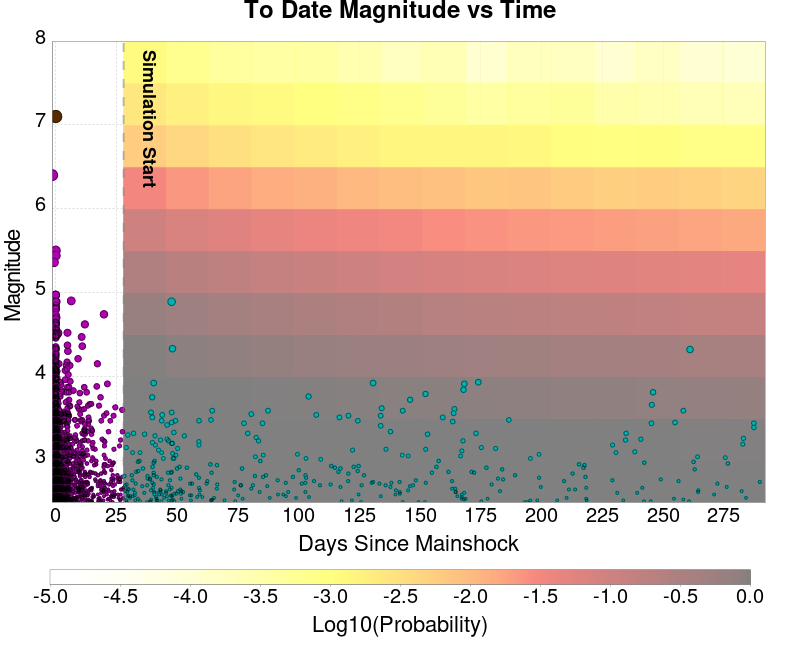 To Date Magnitude vs Time
Simulation Start
Magnitude
8
7
6
5
4
3
0 25 50 75 100 125 150 175 200 225 250 275
Days Since Mainshock
-5.0 -4.5 -4.0 -3.5 -3.0 -2.5 -2.0 -1.5 -1.0 -0.5 0.0
Log10(Probability)